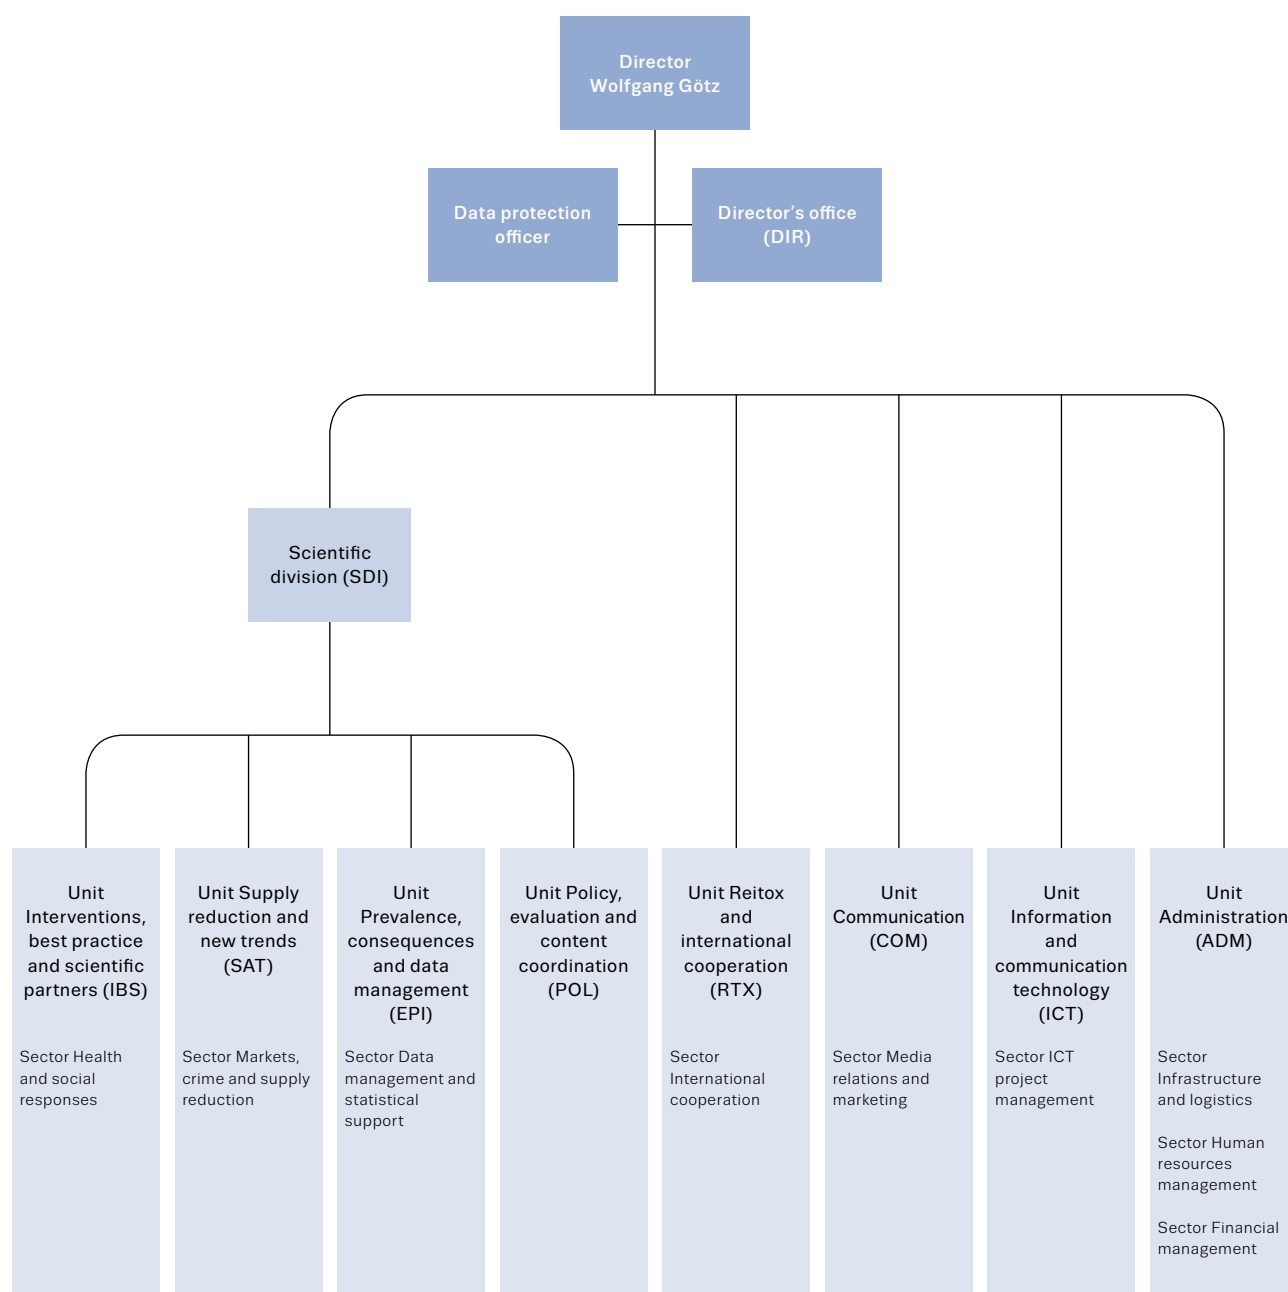 Director
Wolfgang Götz
Data protection
officer
Director’s office
(DIR)
Scientific
division (SDI)
Unit
Interventions,
best practice
and scientific
partners (IBS)
Sector Health
and social
responses
Unit Supply
reduction and
new trends
(SAT)
Sector Markets,
crime and supply
reduction
Unit
Prevalence,
consequences
and data
management
(EPI)
Sector Data
management and
statistical
support
Unit Policy,
evaluation and
content
coordination
(POL)
Unit Reitox
and
international
cooperation
(RTX)
Sector
International
cooperation
Unit
Communication
(COM)
Sector Media
relations and
marketing
Unit
Information
and
communication
technology
(ICT)
Sector ICT
project
management
Unit
Administration
(ADM)
Sector
Infrastructure
and logistics
Sector Human
resources
management
Sector Financial
management